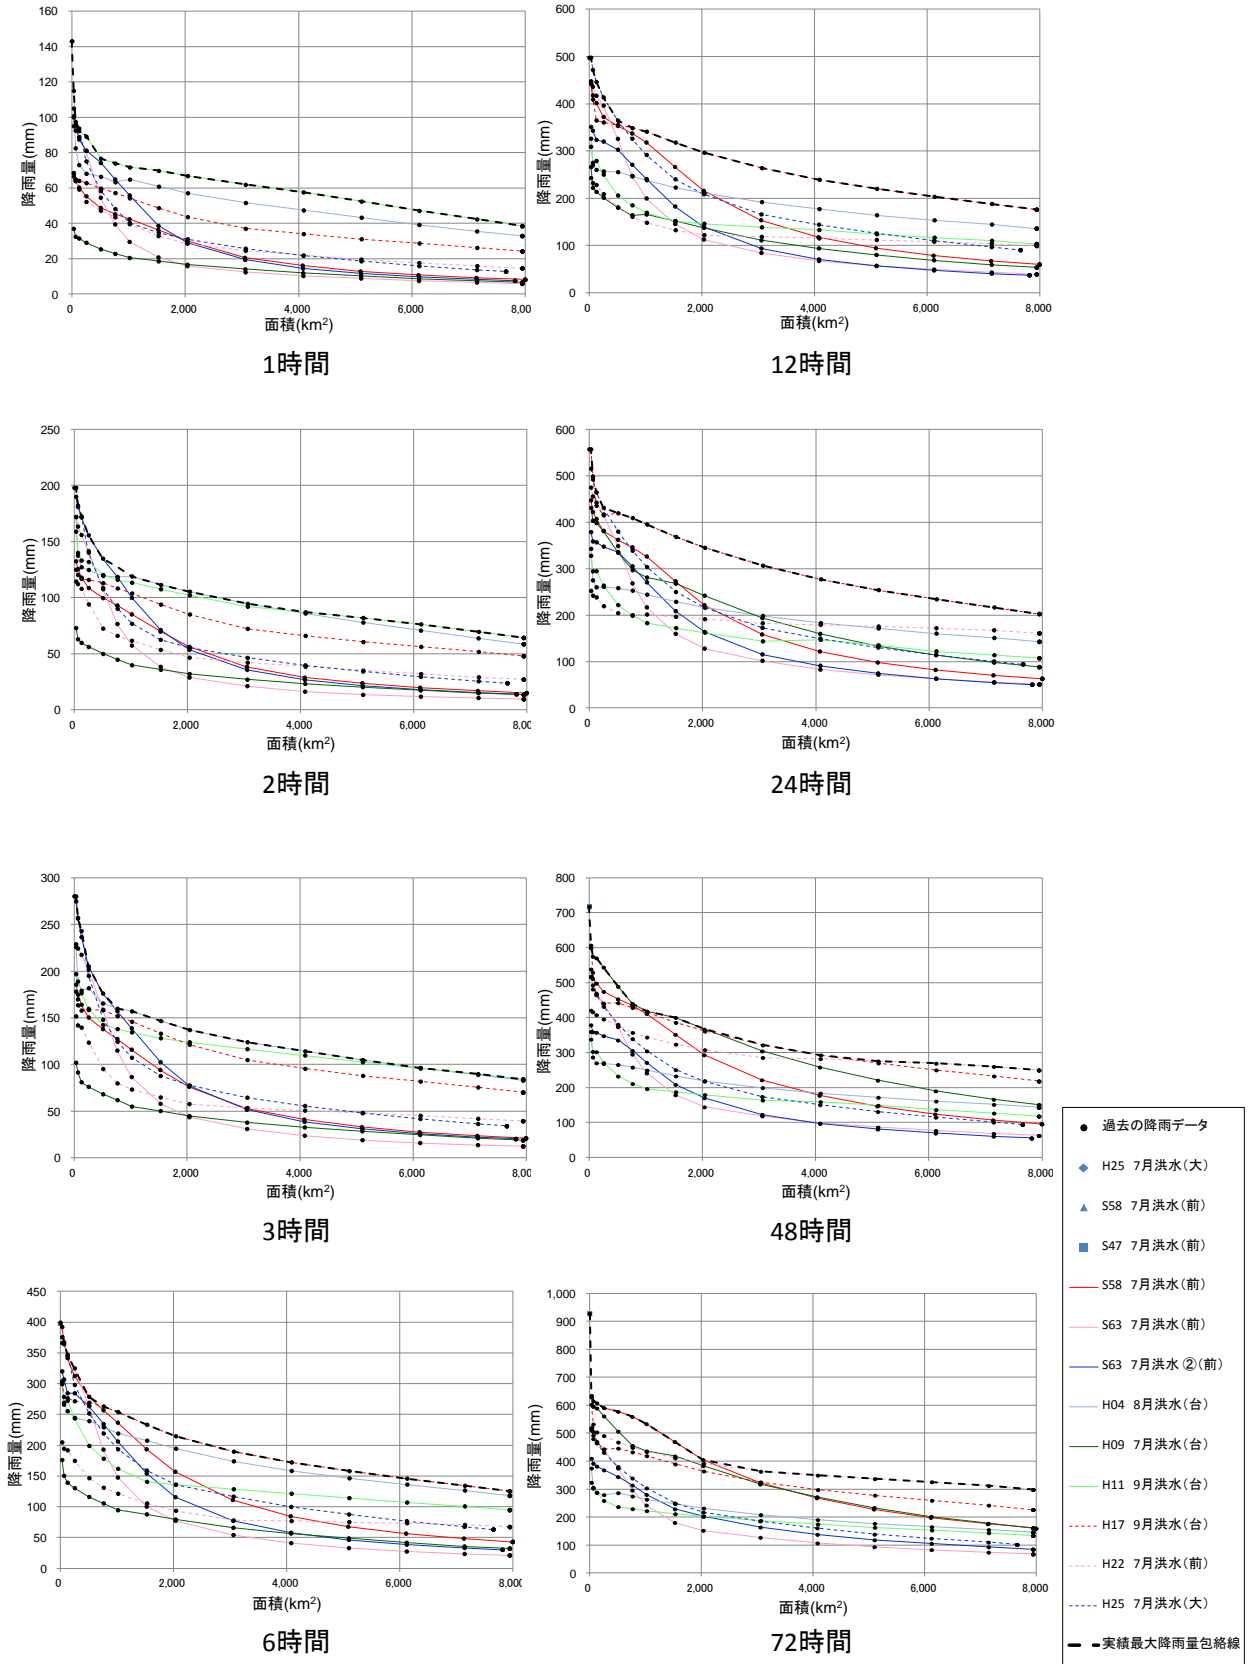 160
140
120
100
80
60
40
20
0
降雨量(mm)
0
2,000
4,000
6,000
8,00
面積(km²)
1時間
600
500
400
300
200
100
0
降雨量(mm)
0
2,000
4,000
6,000
8,00
面積(km²)
12時間
250
200
150
100
50
0
降雨量(mm)
0
2,000
4,000
6,000
8,000
面積(km²)
2時間
600
500
400
300
200
100
0
降雨量(mm)
0
2,000
4,000
6,000
8,000
面積(km²)
24時間
300
250
200
150
100
50
0
降雨量(mm)
0
2,000
4,000
6,000
8,000
面積(km²)
3時間
800
700
600
500
400
300
200
100
0
降雨量(mm)
0
2,000
4,000
6,000
8,000
面積(km²)
48時間
450
400
350
300
250
200
150
100
50
0
降雨量(mm)
0
2,000
4,000
6,000
8,000
面積(km²)
6時間
1,000
900
800
700
600
500
400
300
200
100
0
降雨量(mm)
0
2,000
4,000
6,000
8,000
面積(km²)
72時間
過去の降雨データ
H25 7月洪水(大)
S58 7月洪水(前)
S47 7月洪水(前)
S58 7月洪水(前)
S63 7月洪水(前)
S63 7月洪水 ②(前)
H04 8月洪水(台)
H09 7月洪水(台)
H11 9月洪水(台)
H17 9月洪水(台)
H22 7月洪水(前)
H25 7月洪水(大)
実績最大降雨量包絡線